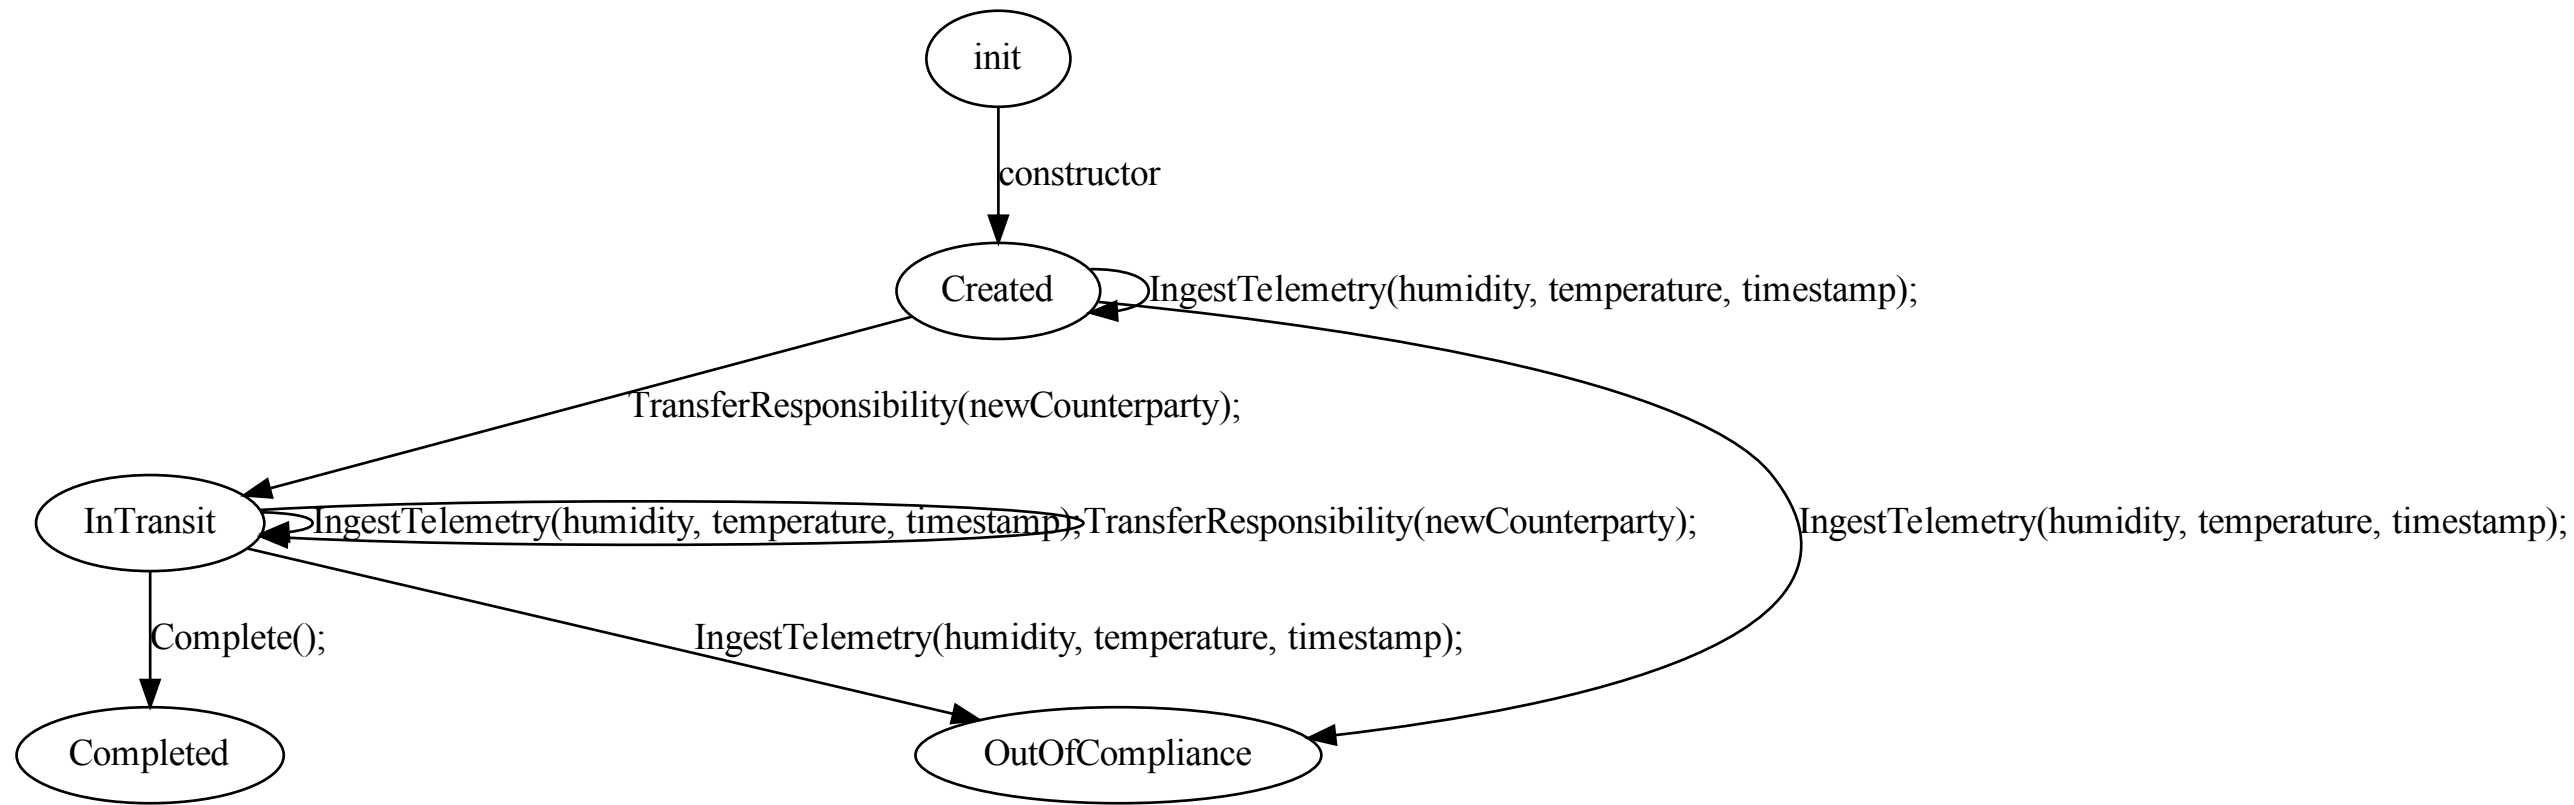 init
constructor
Created
IngestTelemetry(humidity, temperature, timestamp);
TransferResponsibility(newCounterparty);
InTransit
IngestTelemetry(humidity, temperature, timestamp);
TransferResponsibility(newCounterparty);
IngestTelemetry(humidity, temperature, timestamp);
Complete();
IngestTelemetry(humidity, temperature, timestamp);
Completed
OutOfCompliance